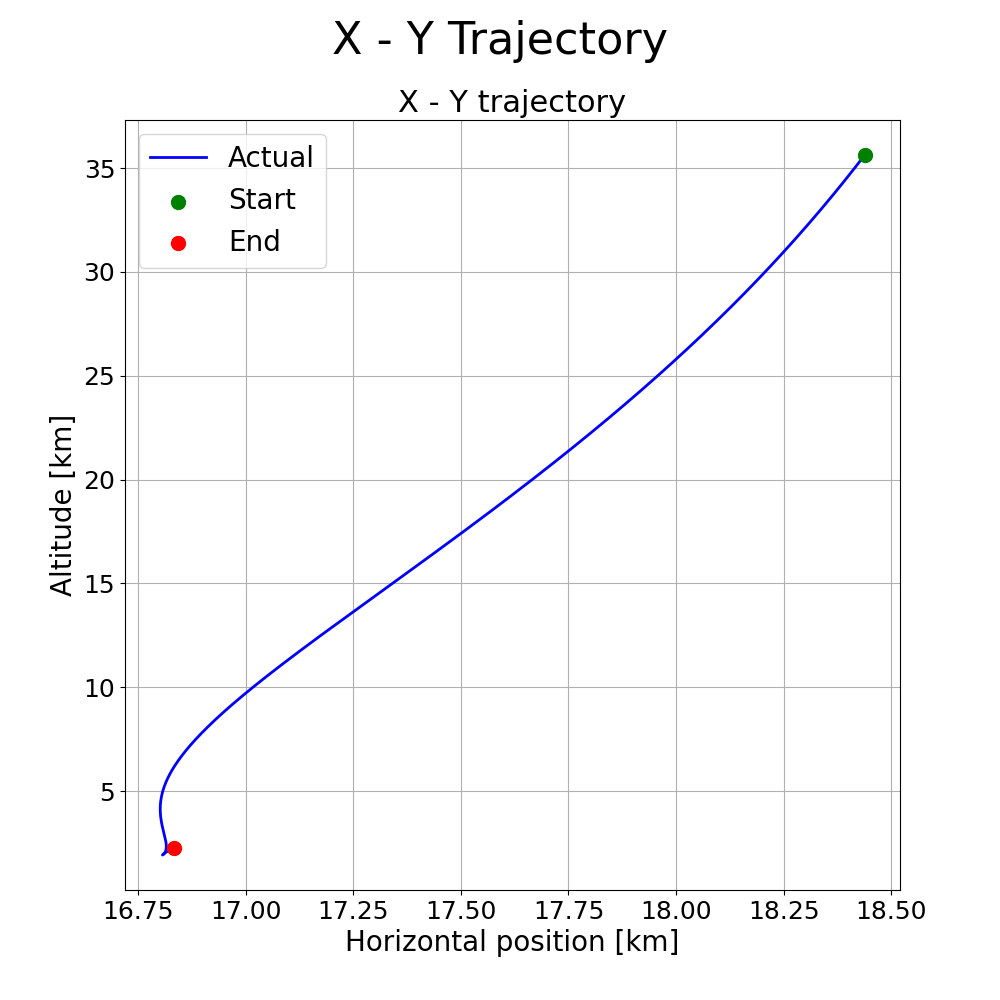 X - Y Trajectory
X - Y trajectory
Actual
Start
End
35
30
25
20
15
10
5
Altitude [km]
16.75 17.00 17.25 17.50 17.75 18.00 18.25 18.50
Horizontal position [km]